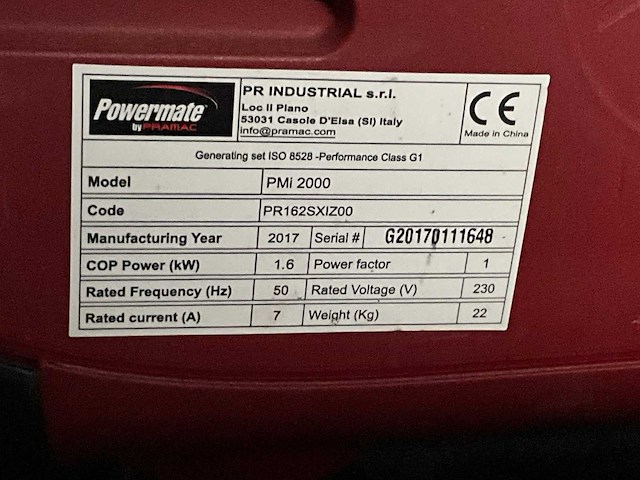 Powermate
by PRAMAC
PR INDUSTRIAL s.r.l.
Loc Il Piano
53031 Casole D'Elsa (SI) Italy
info@pramac.com
CE
Made in China
Generating set ISO 8528 -Performance Class G1
Model PMi 2000
Code PR162SXIZ00
Manufacturing Year 2017 Serial # G20170111648
COP Power (kW) 1.6 Power factor 1
Rated Frequency (Hz) 50 Rated Voltage (V) 230
Rated current (A) 7 Weight (Kg) 22